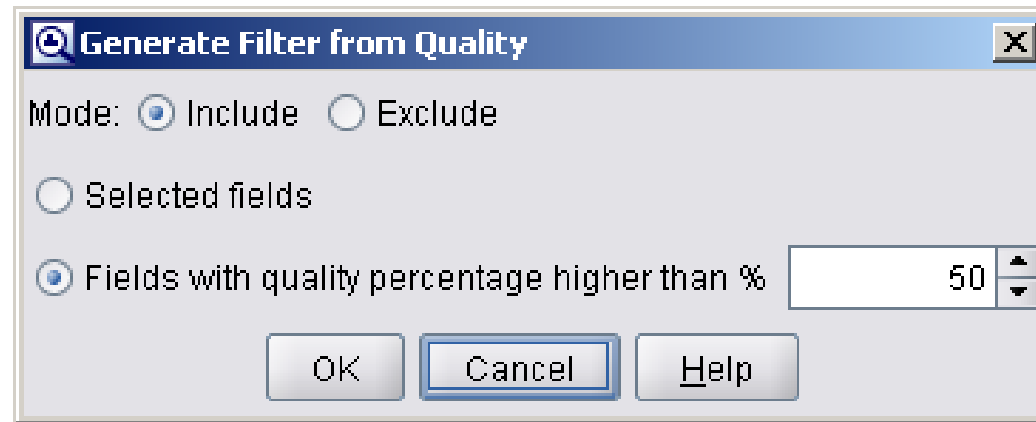 Generate Filter from Quality
Mode: Include Exclude
Selected fields
Fields with quality percentage higher than % 50
OK Cancel Help